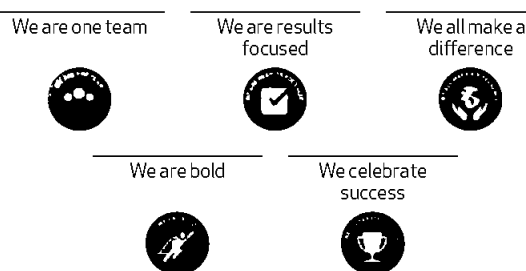 We are one team
We are results
focused
We all make a
difference
We are bold
We celebrate
success